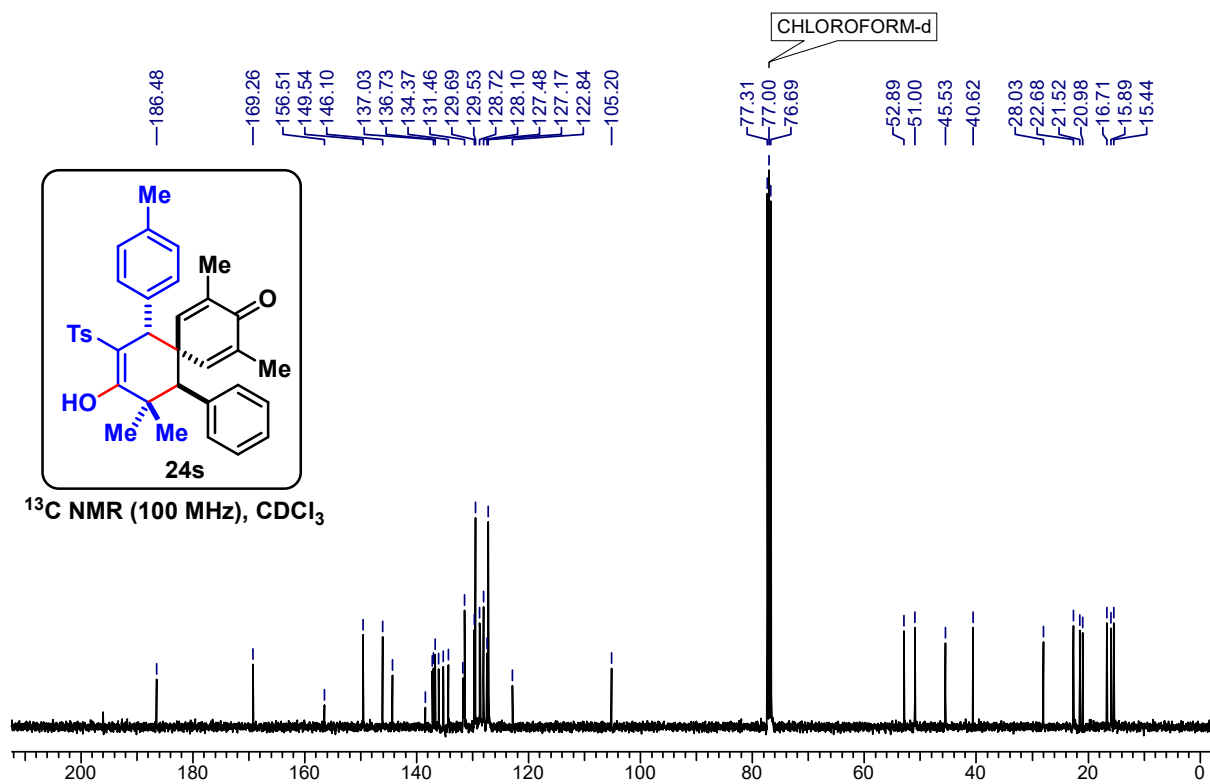 CHLOROFORM-d
186.48
169.26
156.51
149.54
146.10
137.03
136.73
134.37
131.46
129.69
129.53
128.72
128.10
127.48
127.17
122.84
105.20
77.31
77.00
76.69
52.89
51.00
45.53
40.62
28.03
22.68
21.52
20.98
16.71
15.89
15.44
Me
Me
O
Ts
Me
HO
Me Me
24s
¹³C NMR (100 MHz), CDCl₃
200 180 160 140 120 100 80 60 40 20 0